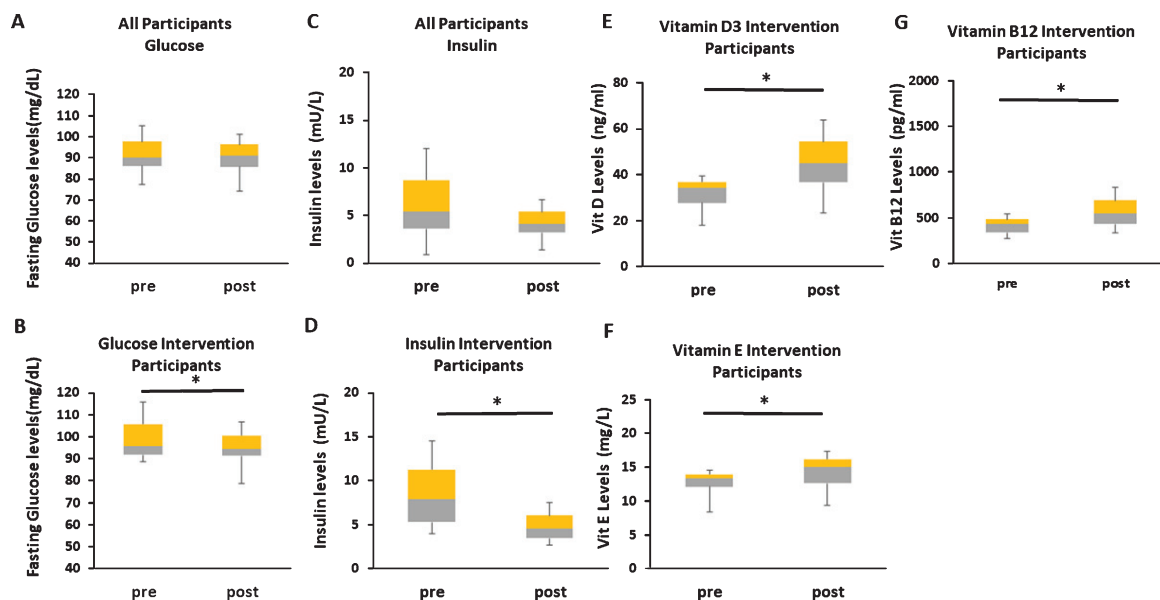 A
All Participants
Glucose
Fasting Glucose levels(mg/dL)
120
110
100
90
80
70
60
50
40
pre
post
C
All Participants
Insulin
Insulin levels (mU/L)
20
15
10
5
0
pre
post
E
Vitamin D3 Intervention
Participants
*
Vit D Levels (ng/ml)
80
60
40
20
0
pre
post
G
Vitamin B12 Intervention
Participants
*
Vit B12 Levels (pg/ml)
2000
1500
1000
500
0
pre
post
B
Glucose Intervention
Participants
*
Fasting Glucose levels(mg/dL)
120
110
100
90
80
70
60
50
40
pre
post
D
Insulin Intervention
Participants
*
Insulin levels (mU/L)
20
15
10
5
0
pre
post
F
Vitamin E Intervention
Participants
*
Vit E Levels (mg/L)
25
20
15
10
5
0
pre
post